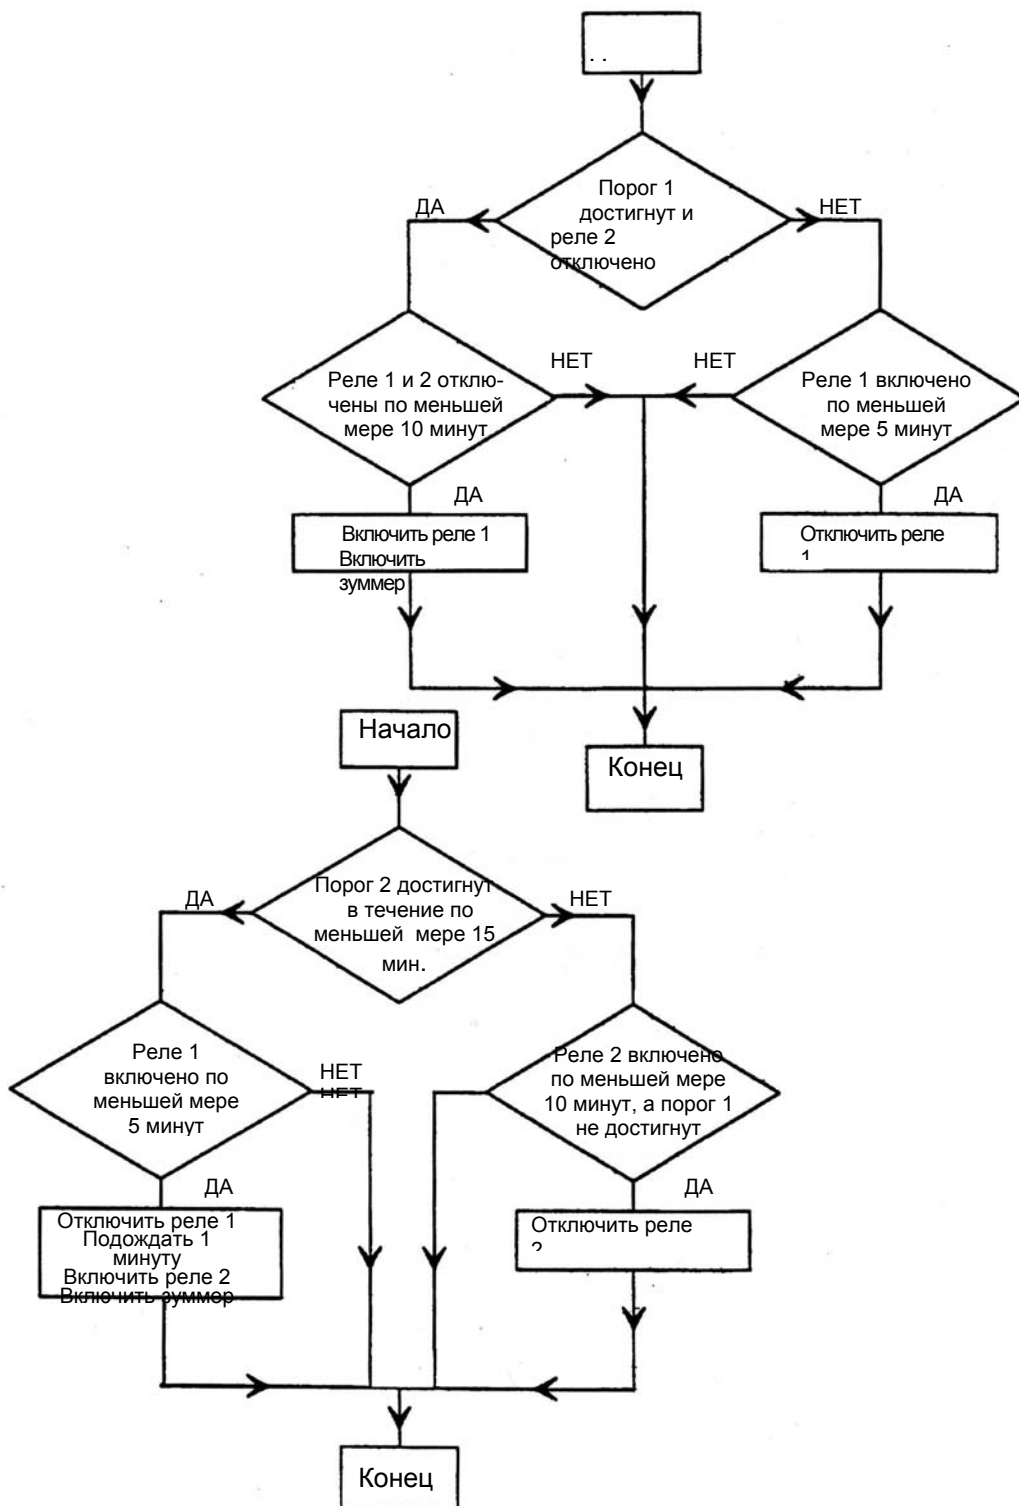 . .
Порог 1
достигнут и
реле 2
отключено
ДА
НЕТ
Реле 1 и 2 отклю-
чены по меньшей
мере 10 минут
НЕТ
НЕТ
Реле 1 включено
по меньшей
мере 5 минут
ДА
ДА
Включить реле 1
Включить
зуммер
Отключить реле
1
Конец
Начало
Порог 2 достигнут
в течение по
меньшей мере 15
мин.
ДА
НЕТ
Реле 1
включено по
меньшей мере
5 минут
НЕТ
НЕТ
Реле 2 включено
по меньшей мере
10 минут, а порог 1
не достигнут
ДА
ДА
Отключить реле 1
Подождать 1
минуту
Включить реле 2
Включить зуммер
Отключить реле
2
Конец